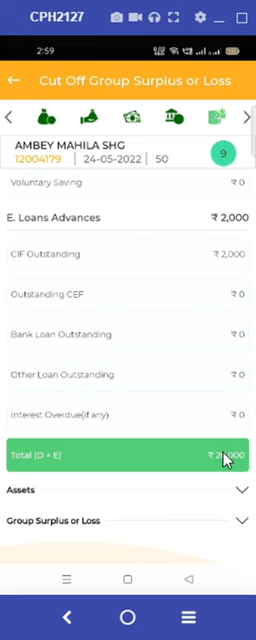 CPH2127
2:59
Cut Off Group Surplus or Loss
AMBEY MAHILA SHG
12004179 24-05-2022 50
9
Voluntary Saving ₹ 0
E. Loans Advances ₹ 2,000
CIF Outstanding ₹ 2,000
Outstanding CEF ₹ 0
Bank Loan Outstanding ₹ 0
Other Loan Outstanding ₹ 0
Interest Overdue(if any) ₹ 0
Total (D + E) ₹
Assets
Group Surplus or Loss